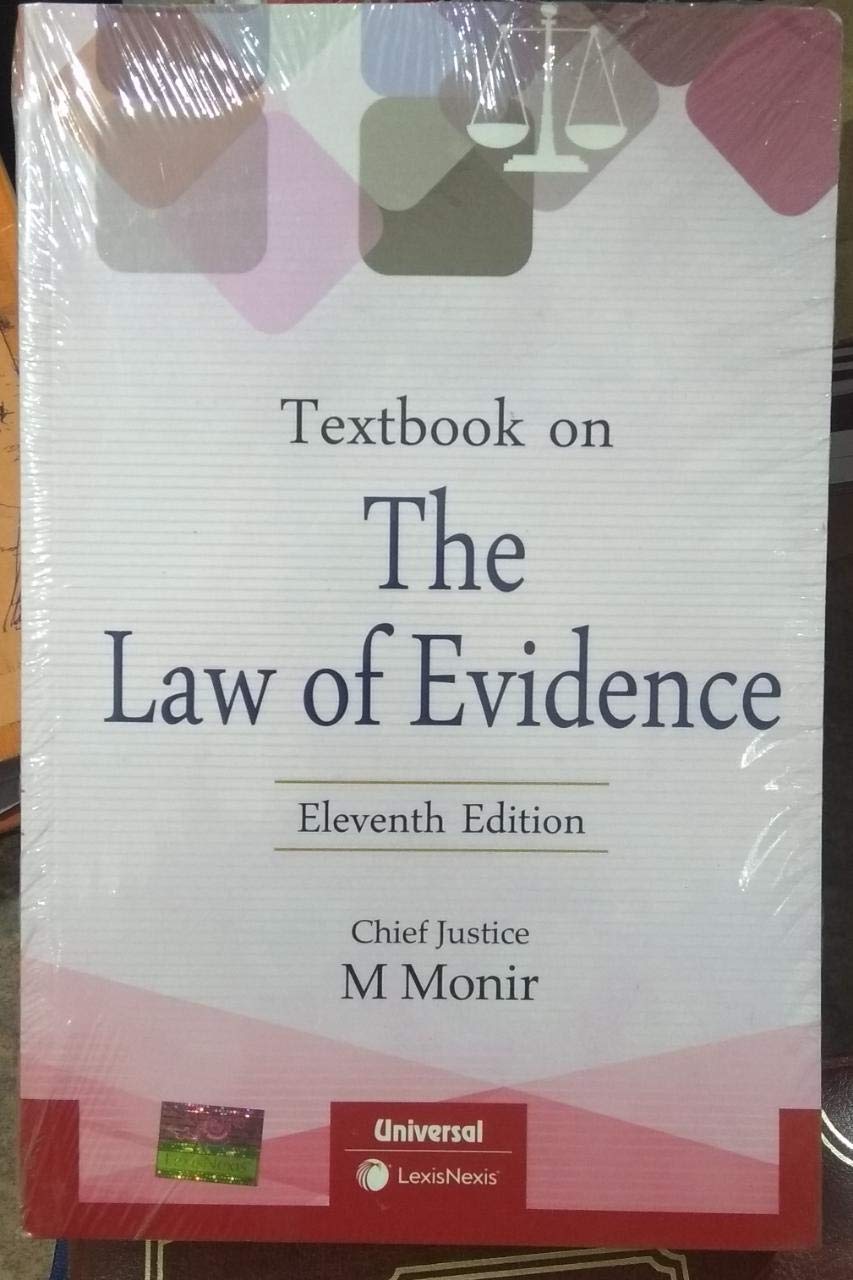 Textbook on
The
Law of Evidence
Eleventh Edition
Chief Justice
M Monir
Universal
LexisNexis